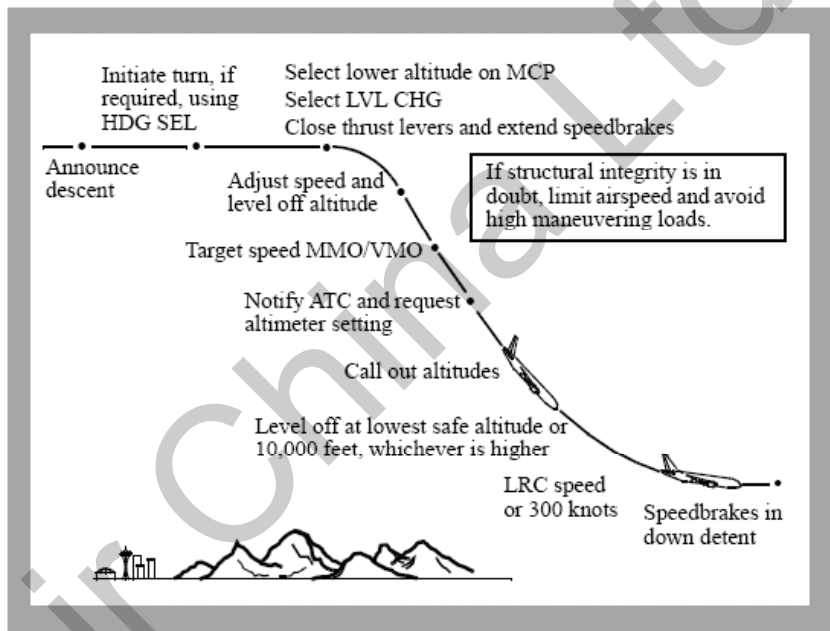 Initiate turn, if
required, using
HDG SEL
Select lower altitude on MCP
Select LVL CHG
Close thrust levers and extend speedbrakes
Announce
descent
Adjust speed and
level off altitude
If structural integrity is in
doubt, limit airspeed and avoid
high maneuvering loads.
Target speed MMO/VMO
Notify ATC and request
altimeter setting
Call out altitudes
Level off at lowest safe altitude or
10,000 feet, whichever is higher
LRC speed
or 300 knots
Speedbrakes in
down detent
ir China Ltd